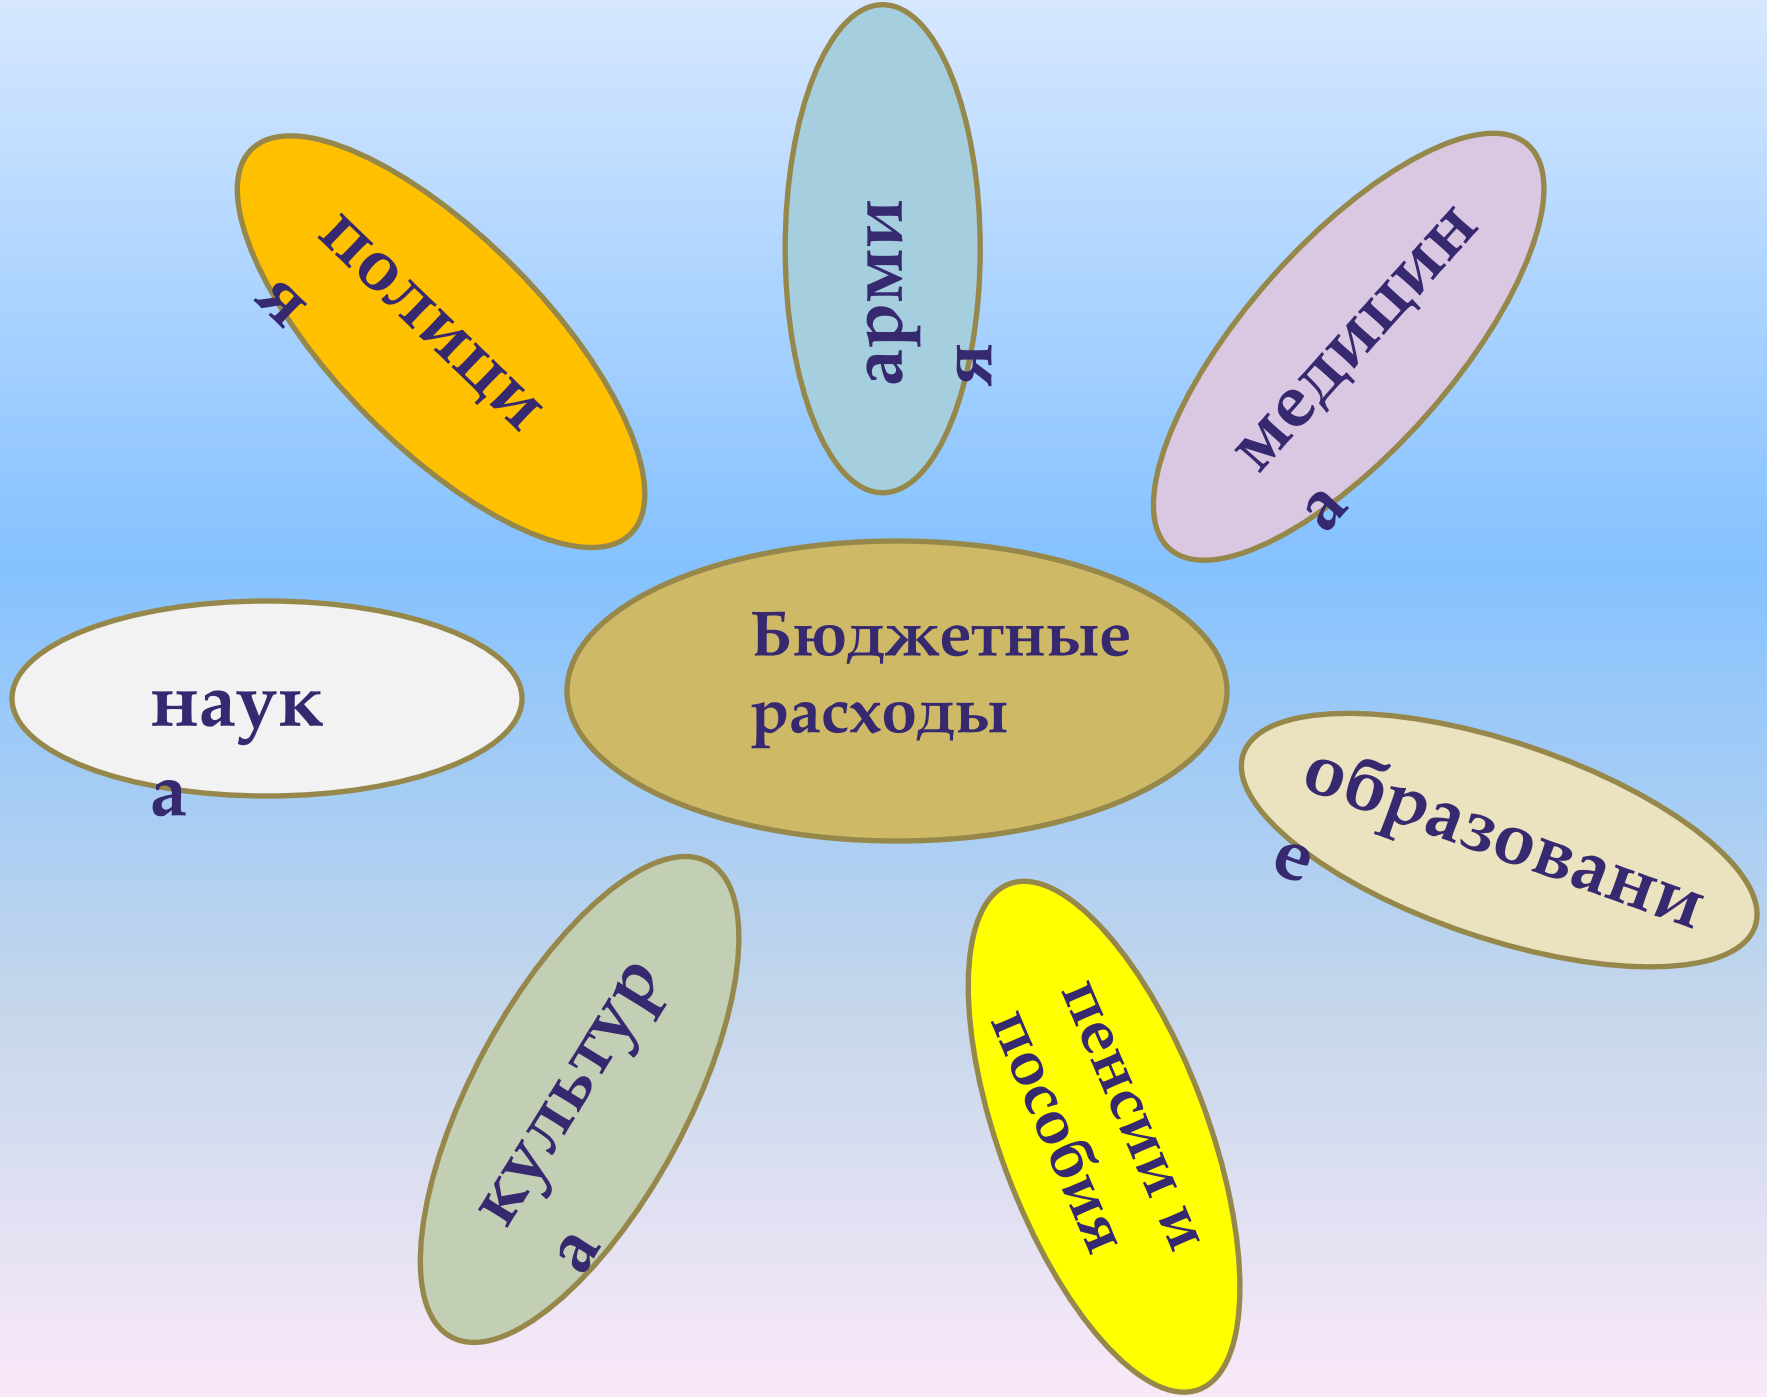 арми
я
полици
я
медицин
а
Бюджетные
расходы
наук
а
образовани
е
культур
а
пенсии и
пособия